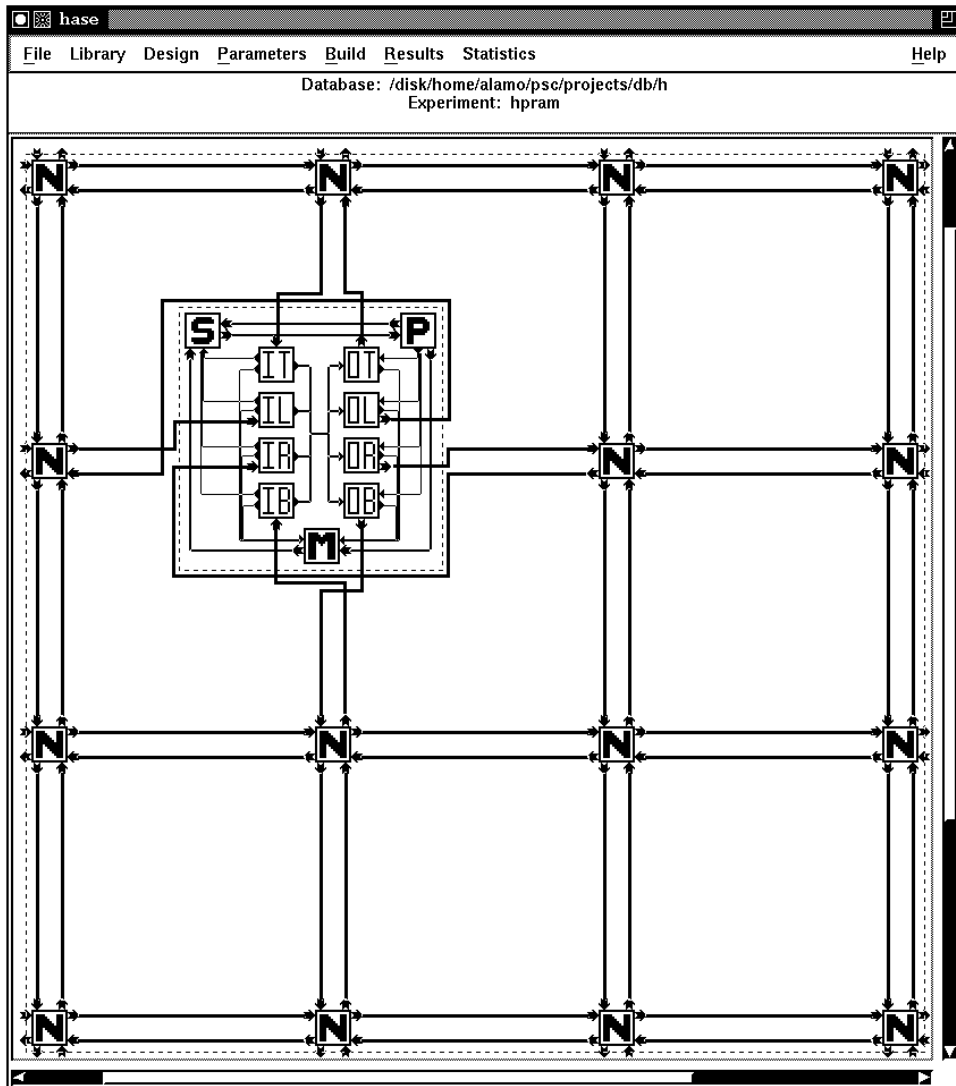 hase
File Library Design Parameters Build Results Statistics Help
Database: /disk/home/alamo/psc/projects/db/h
Experiment: hpram
N N N N
S P
IT OT
IL OL
N N N
IR OR
IB OB
M
N N N N
N N N N